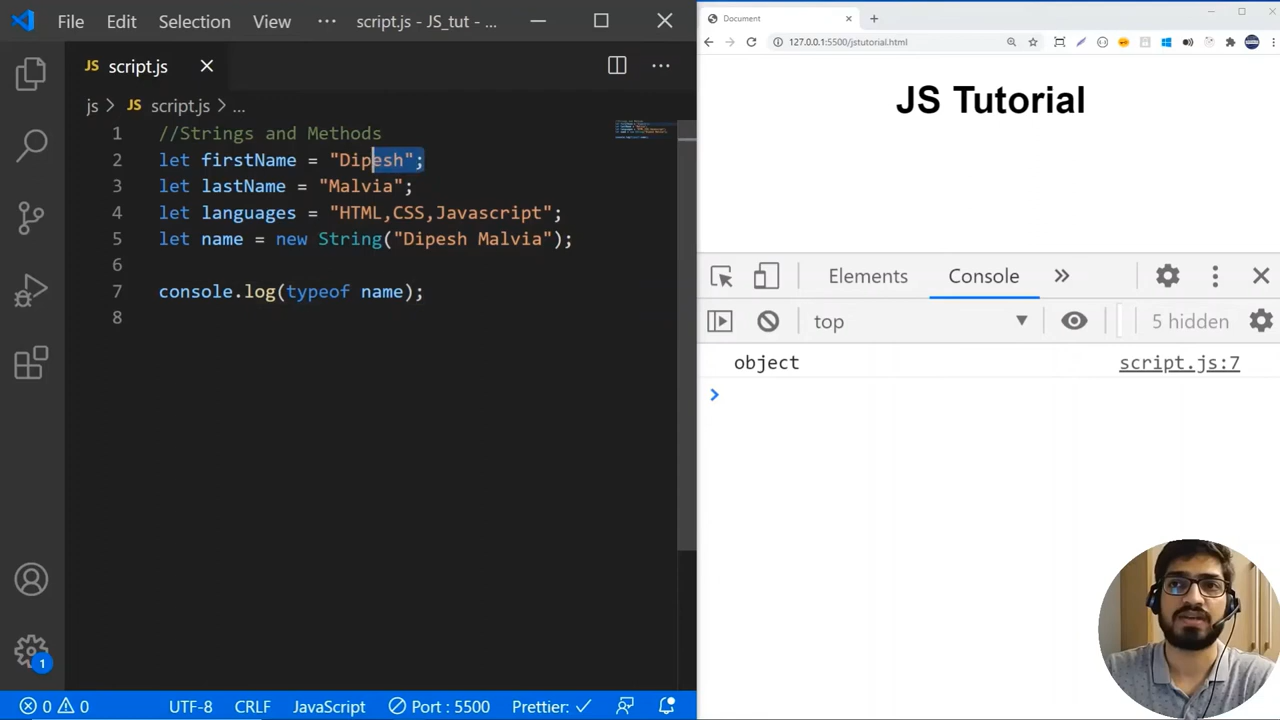 File Edit Selection View ··· script.js - JS_tut - ...
JS script.js
js > JS script.js > ...
1 //Strings and Methods
2 let firstName = "Dipesh";
3 let lastName = "Malvia";
4 let languages = "HTML,CSS,Javascript";
5 let name = new String("Dipesh Malvia");
6
7 console.log(typeof name);
8
1
0 0 UTF-8 CRLF JavaScript Port : 5500 Prettier: ✓
Document
127.0.0.1:5500/jstutorial.html
JS Tutorial
Elements Console »
top 5 hidden
object script.js:7